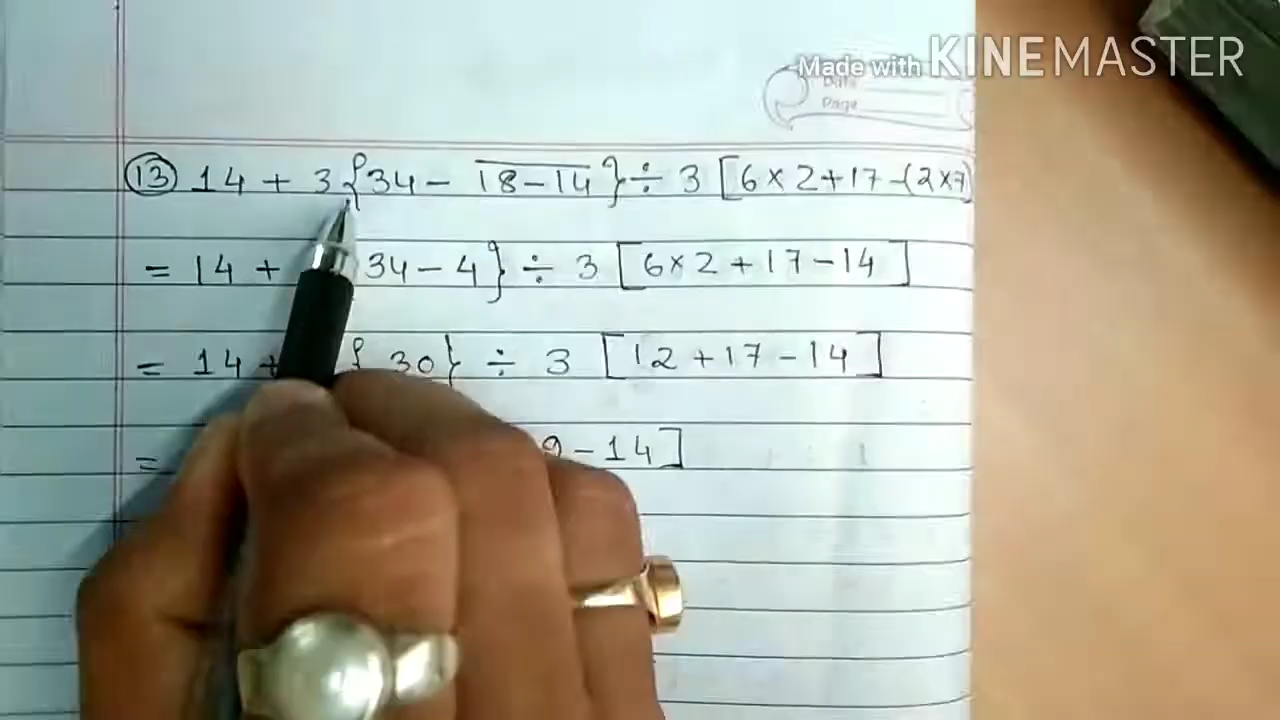 Made with KINEMASTER
Date
Page
(13) 14 + 3{34 - 18 - 14} ÷ 3 [6 × 2 + 17 - (2 × 7)
= 14 + 34 - 4} ÷ 3 [6 × 2 + 17 - 14]
= 14 + {30} ÷ 3 [12 + 17 - 14]
= 9 - 14]